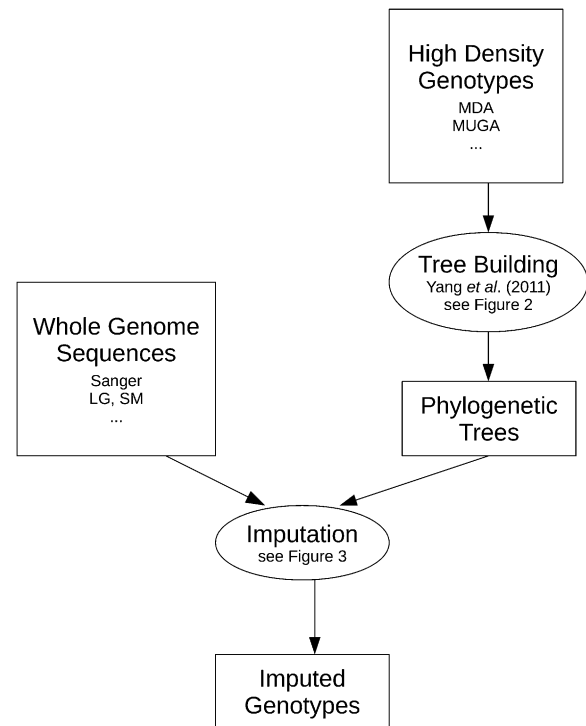 High Density
Genotypes
MDA
MUGA
...
Tree Building
Yang et al. (2011)
see Figure 2
Whole Genome
Sequences
Sanger
LG, SM
...
Phylogenetic
Trees
Imputation
see Figure 3
Imputed
Genotypes